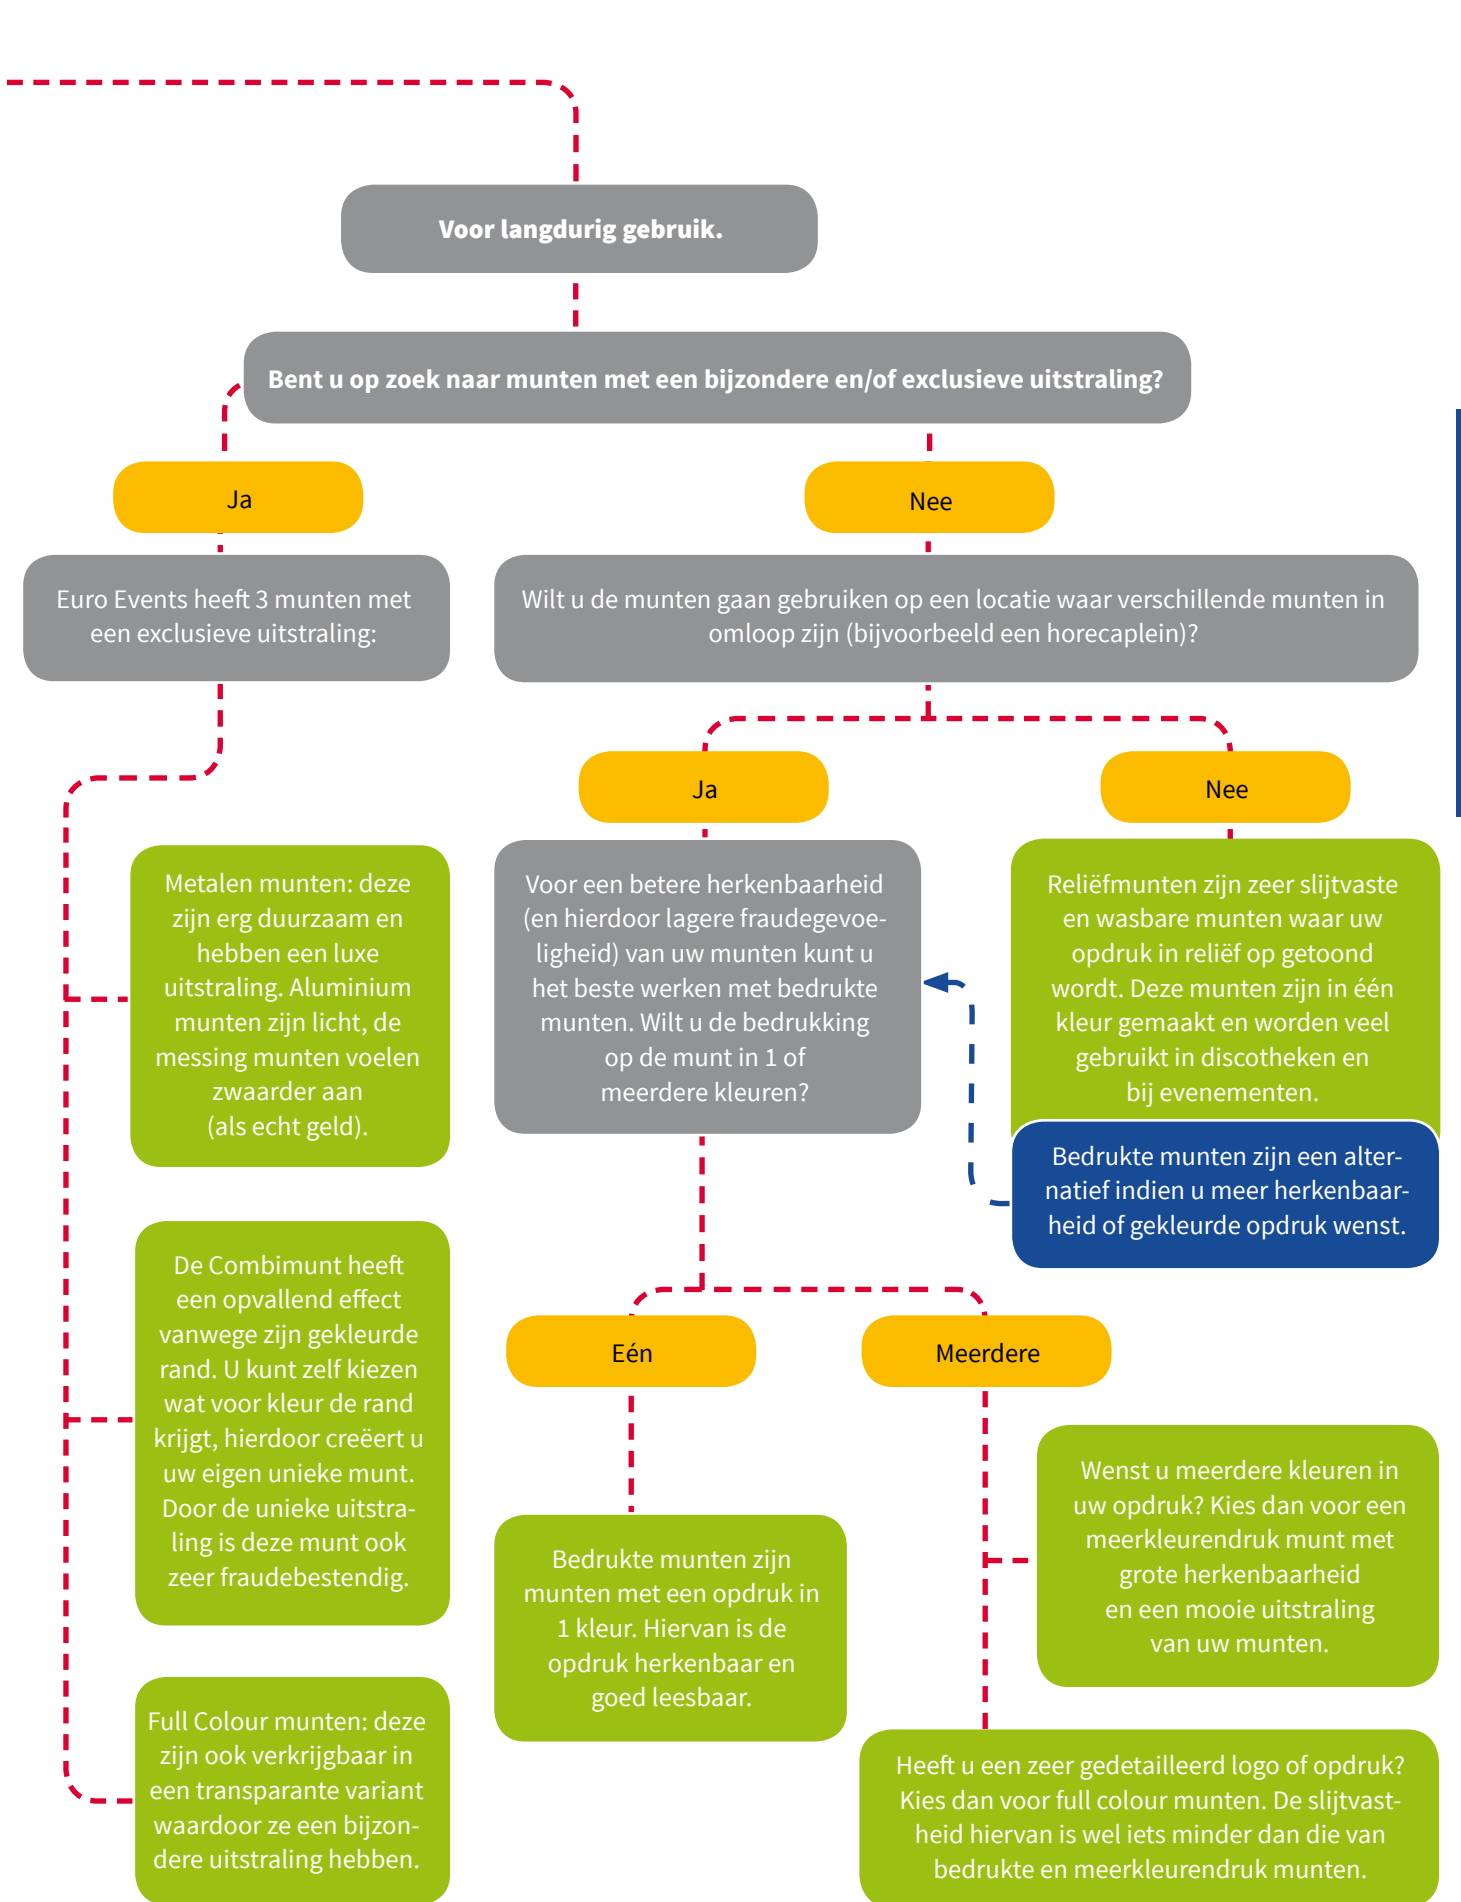 Voor langdurig gebruik.
Bent u op zoek naar munten met een bijzondere en/of exclusieve uitstraling?
Ja
Nee
Euro Events heeft 3 munten met
een exclusieve uitstraling:
Wilt u de munten gaan gebruiken op een locatie waar verschillende munten in
omloop zijn (bijvoorbeeld een horecaplein)?
Ja
Nee
Metalen munten: deze
zijn erg duurzaam en
hebben een luxe
uitstraling. Aluminium
munten zijn licht, de
messing munten voelen
zwaarder aan
(als echt geld).
Voor een betere herkenbaarheid
(en hierdoor lagere fraudegevoe-
ligheid) van uw munten kunt u
het beste werken met bedrukte
munten. Wilt u de bedrukking
op de munt in 1 of
meerdere kleuren?
Reliëfmunten zijn zeer slijtvaste
en wasbare munten waar uw
opdruk in reliëf op getoond
wordt. Deze munten zijn in één
kleur gemaakt en worden veel
gebruikt in discotheken en
bij evenementen.
Bedrukte munten zijn een alter-
natief indien u meer herkenbaar-
heid of gekleurde opdruk wenst.
De Combimunt heeft
een opvallend effect
vanwege zijn gekleurde
rand. U kunt zelf kiezen
wat voor kleur de rand
krijgt, hierdoor creëert u
uw eigen unieke munt.
Door de unieke uitstra-
ling is deze munt ook
zeer fraudebestendig.
Eén
Meerdere
Wenst u meerdere kleuren in
uw opdruk? Kies dan voor een
meerkleurendruk munt met
grote herkenbaarheid
en een mooie uitstraling
van uw munten.
Bedrukte munten zijn
munten met een opdruk in
1 kleur. Hiervan is de
opdruk herkenbaar en
goed leesbaar.
Full Colour munten: deze
zijn ook verkrijgbaar in
een transparante variant
waardoor ze een bijzon-
dere uitstraling hebben.
Heeft u een zeer gedetailleerd logo of opdruk?
Kies dan voor full colour munten. De slijtvast-
heid hiervan is wel iets minder dan die van
bedrukte en meerkleurendruk munten.